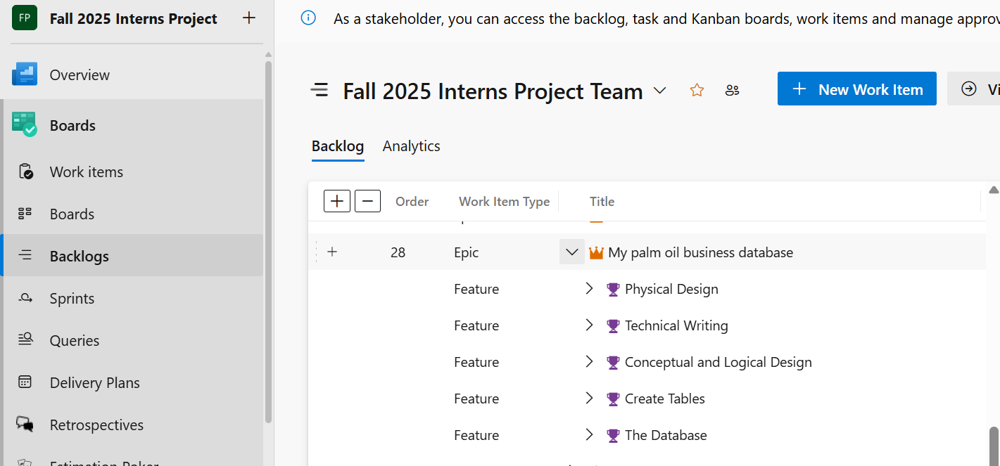 FP Fall 2025 Interns Project
As a stakeholder, you can access the backlog, task and Kanban boards, work items and manage approv
Overview
Boards
Work items
Boards
Backlogs
Sprints
Queries
Delivery Plans
Retrospectives
Estimation Poker
Fall 2025 Interns Project Team
New Work Item
Vi
Backlog Analytics
Order Work Item Type Title
28 Epic My palm oil business database
Feature Physical Design
Feature Technical Writing
Feature Conceptual and Logical Design
Feature Create Tables
Feature The Database